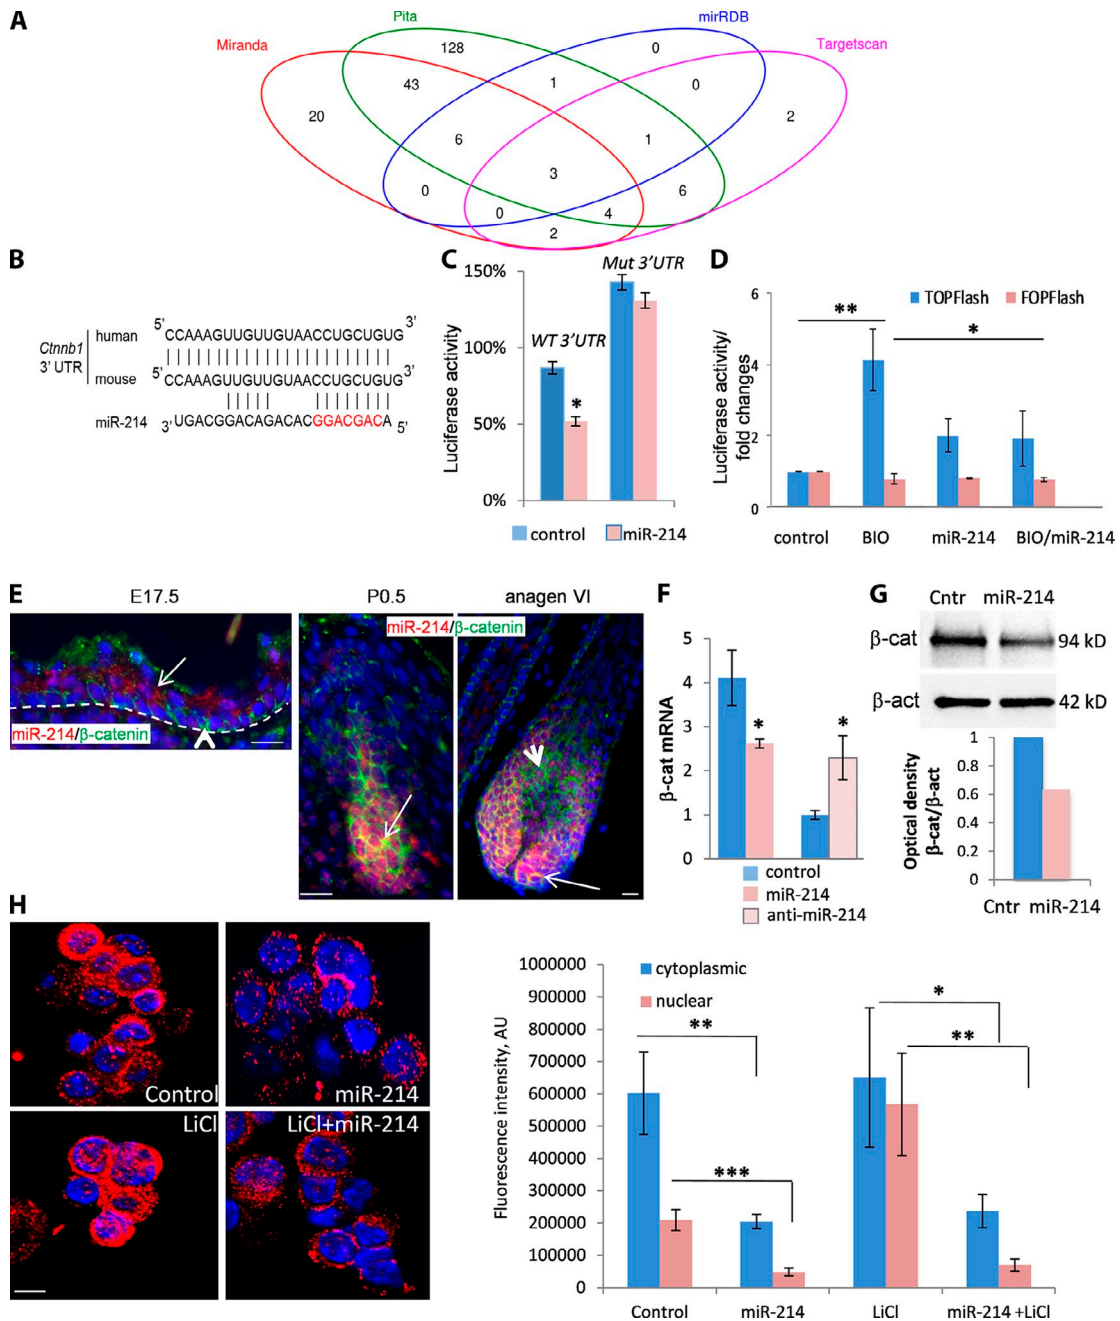 A
Miranda
Pita
mirRDB
Targetscan
128
0
43
1
0
20
2
6
1
3
0
6
0
4
2
B
Ctnnb1
3' UTR
human
5' CCAAAGUUGUUGUAACCUGCUGUG 3'
mouse
5' CCAAAGUUGUUGUAACCUGCUGUG 3'
miR-214
3' UGACGGACAGACACGGACGACA 5'
C
Luciferase activity
150%
100%
50%
0%
Mut 3'UTR
WT 3'UTR
*
control
miR-214
D
Luciferase activity/
fold changes
6
4
2
0
TOPFlash
FOPFlash
**
*
control
BIO
miR-214
BIO/miR-214
E
E17.5
P0.5
anagen VI
miR-214/β-catenin
miR-214/β-catenin
F
β-cat mRNA
5
4
3
2
1
0
*
*
control
miR-214
anti-miR-214
G
Cntr miR-214
β-cat
94 kD
β-act
42 kD
Optical density
β-cat/β-act
1
0.8
0.6
0.4
0.2
0
Cntr miR-214
H
Control
miR-214
LiCl
LiCl+miR-214
Fluorescence intensity, AU
1000000
900000
800000
700000
600000
500000
400000
300000
200000
100000
0
cytoplasmic
nuclear
**
***
*
**
Control
miR-214
LiCl
miR-214 +LiCl